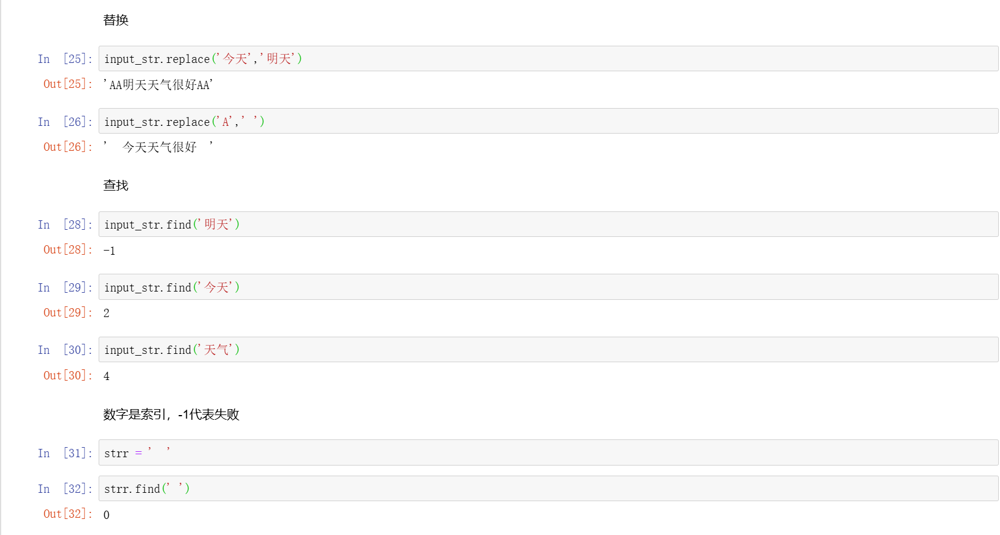 替换
In [25]: input_str.replace('今天','明天')
Out[25]: 'AA明天天气很好AA'
In [26]: input_str.replace('A',' ')
Out[26]: '  今天天气很好  '
查找
In [28]: input_str.find('明天')
Out[28]: -1
In [29]: input_str.find('今天')
Out[29]: 2
In [30]: input_str.find('天气')
Out[30]: 4
数字是索引，-1代表失败
In [31]: strr = '  '
In [32]: strr.find(' ')
Out[32]: 0